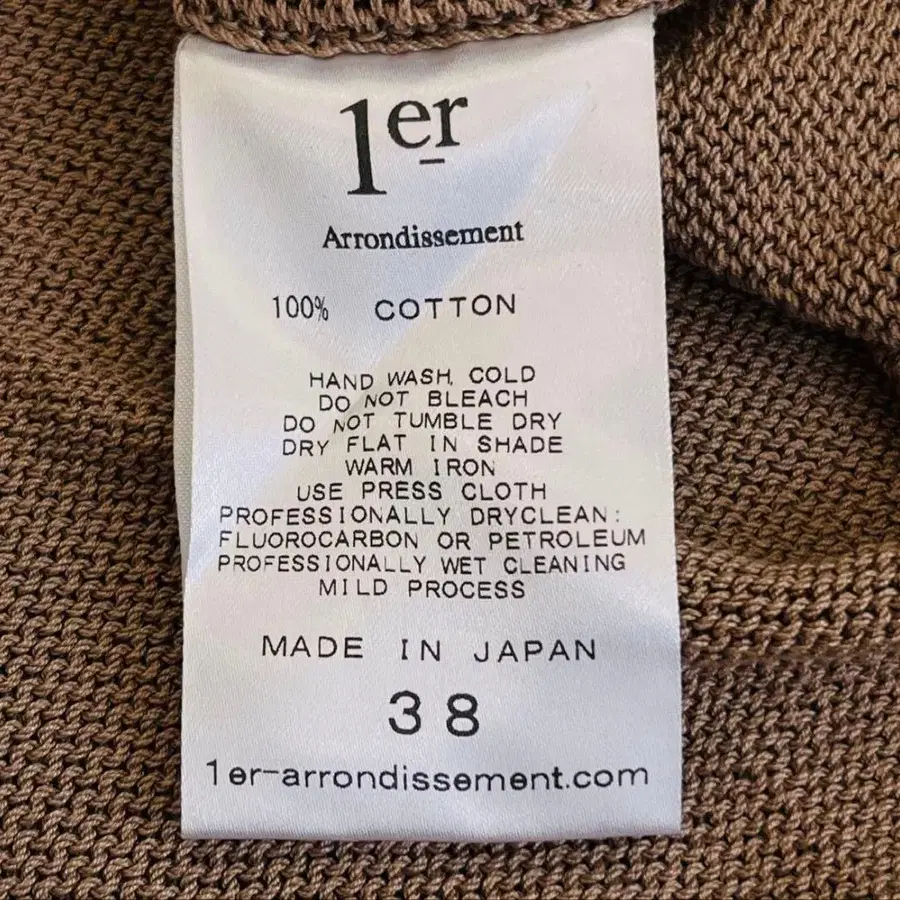 1er
Arrondissement
100% COTTON
HAND WASH, COLD
DO NOT BLEACH
DO NOT TUMBLE DRY
DRY FLAT IN SHADE
WARM IRON
USE PRESS CLOTH
PROFESSIONALLY DRYCLEAN:
FLUOROCARBON OR PETROLEUM
PROFESSIONALLY WET CLEANING
MILD PROCESS
MADE IN JAPAN
38
1er-arrondissement.com